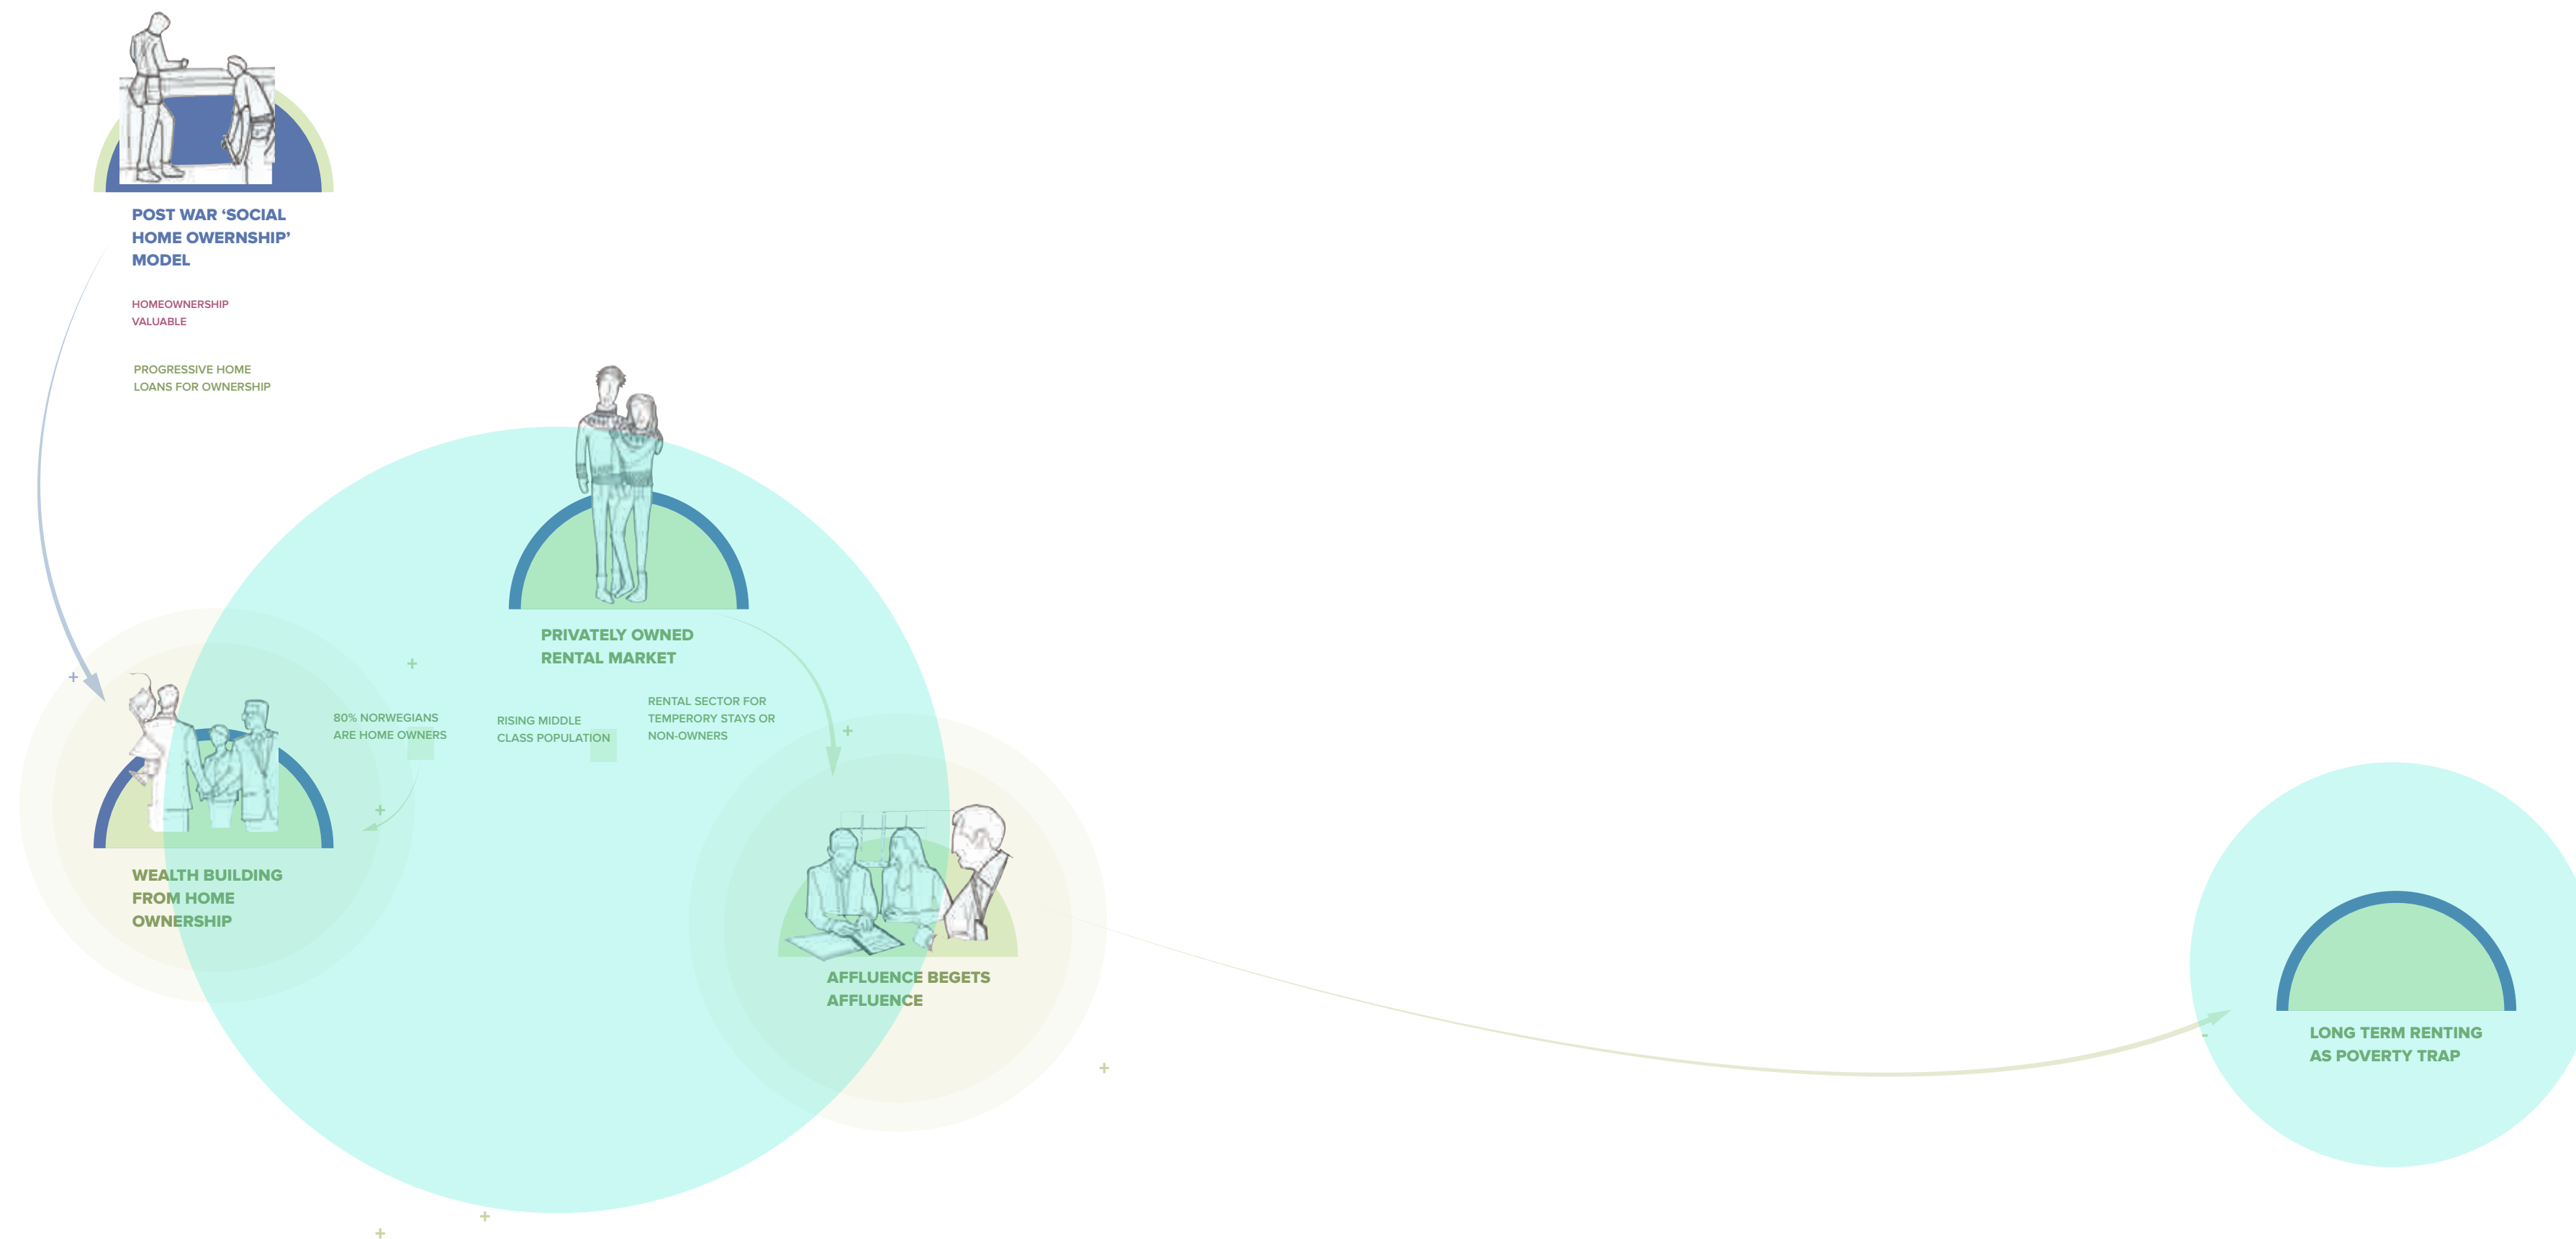 POST WAR ‘SOCIAL
HOME OWERNSHIP’
MODEL
HOMEOWNERSHIP
VALUABLE
PROGRESSIVE HOME
LOANS FOR OWNERSHIP
PRIVATELY OWNED
RENTAL MARKET
80% NORWEGIANS
ARE HOME OWNERS
RISING MIDDLE
CLASS POPULATION
RENTAL SECTOR FOR
TEMPERORY STAYS OR
NON-OWNERS
WEALTH BUILDING
FROM HOME
OWNERSHIP
AFFLUENCE BEGETS
AFFLUENCE
LONG TERM RENTING
AS POVERTY TRAP